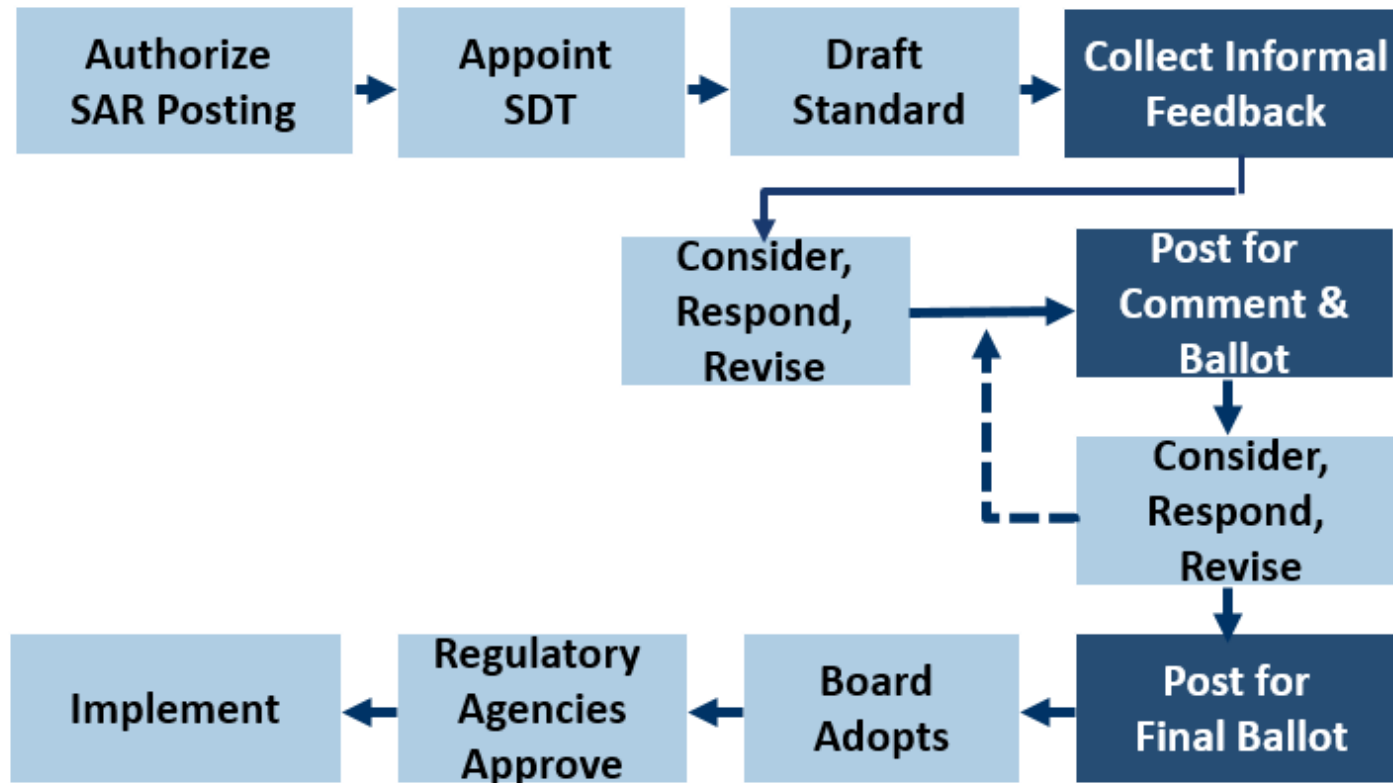 Authorize
SAR Posting
Appoint
SDT
Draft
Standard
Collect Informal
Feedback
Consider,
Respond,
Revise
Post for
Comment &
Ballot
Consider,
Respond,
Revise
Post for
Final Ballot
Board
Adopts
Regulatory
Agencies
Approve
Implement